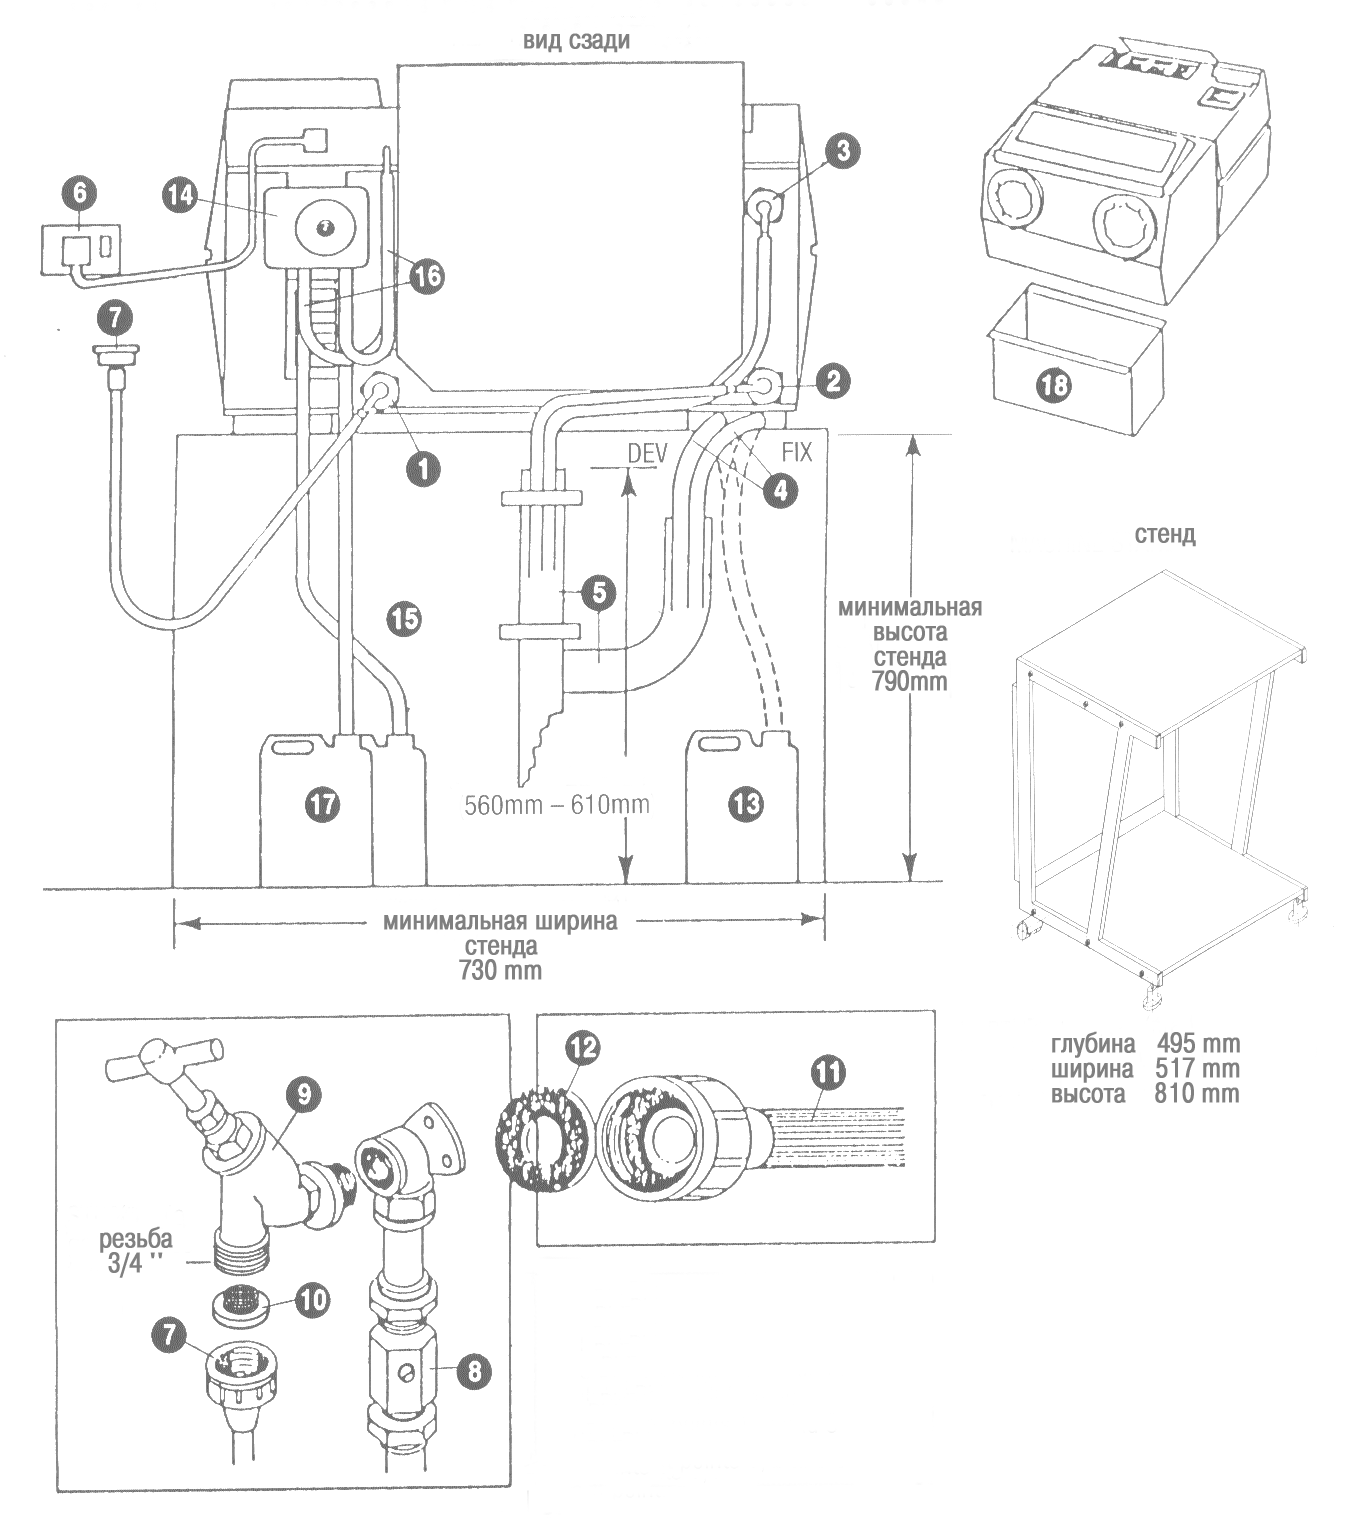 вид сзади
3
6
14
16
7
2
18
1
DEV
FIX
4
стенд
5
15
минимальная
высота
стенда
790mm
17
560mm – 610mm
13
минимальная ширина
стенда
730 mm
глубина 495 mm
ширина 517 mm
высота 810 mm
12
11
9
резьба
3/4 ''
10
7
8